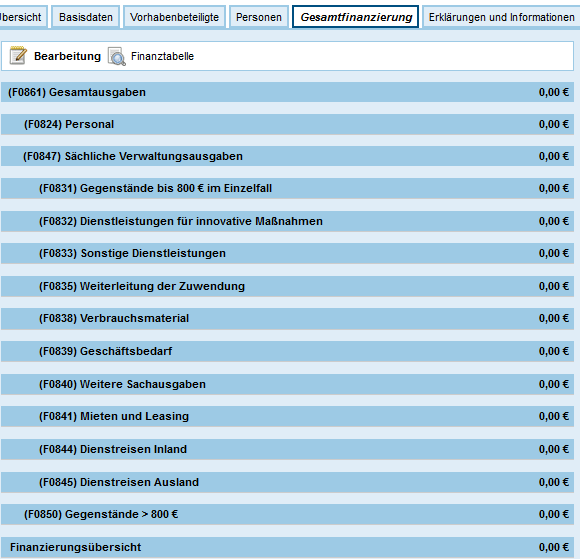 Übersicht Basisdaten Vorhabenbeteiligte Personen Gesamtfinanzierung Erklärungen und Informationen
Bearbeitung Finanztabelle
(F0861) Gesamtausgaben 0,00 €
(F0824) Personal 0,00 €
(F0847) Sächliche Verwaltungsausgaben 0,00 €
(F0831) Gegenstände bis 800 € im Einzelfall 0,00 €
(F0832) Dienstleistungen für innovative Maßnahmen 0,00 €
(F0833) Sonstige Dienstleistungen 0,00 €
(F0835) Weiterleitung der Zuwendung 0,00 €
(F0838) Verbrauchsmaterial 0,00 €
(F0839) Geschäftsbedarf 0,00 €
(F0840) Weitere Sachausgaben 0,00 €
(F0841) Mieten und Leasing 0,00 €
(F0844) Dienstreisen Inland 0,00 €
(F0845) Dienstreisen Ausland 0,00 €
(F0850) Gegenstände > 800 € 0,00 €
Finanzierungsübersicht 0,00 €